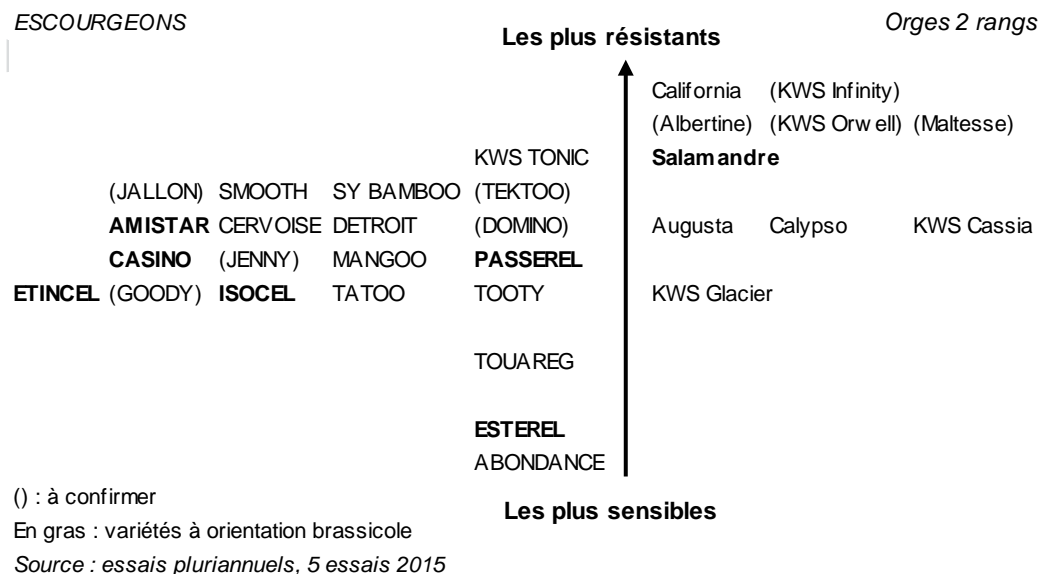 ESCOURGEONS Orges 2 rangs
Les plus résistants
California (KWS Infinity)
(Albertine) (KWS Orwell) (Maltesse)
KWS TONIC Salamandre
(JALLON) SMOOTH SY BAMBOO (TEKTOO)
AMISTAR CERVOISE DETROIT (DOMINO) Augusta Calypso KWS Cassia
CASINO (JENNY) MANGOO PASSEREL
ETINCEL (GOODY) ISOCEL TATOO TOOTY KWS Glacier
TOUAREG
ESTEREL
ABONDANCE
() : à confirmer
Les plus sensibles
En gras : variétés à orientation brassicole
Source : essais pluriannuels, 5 essais 2015